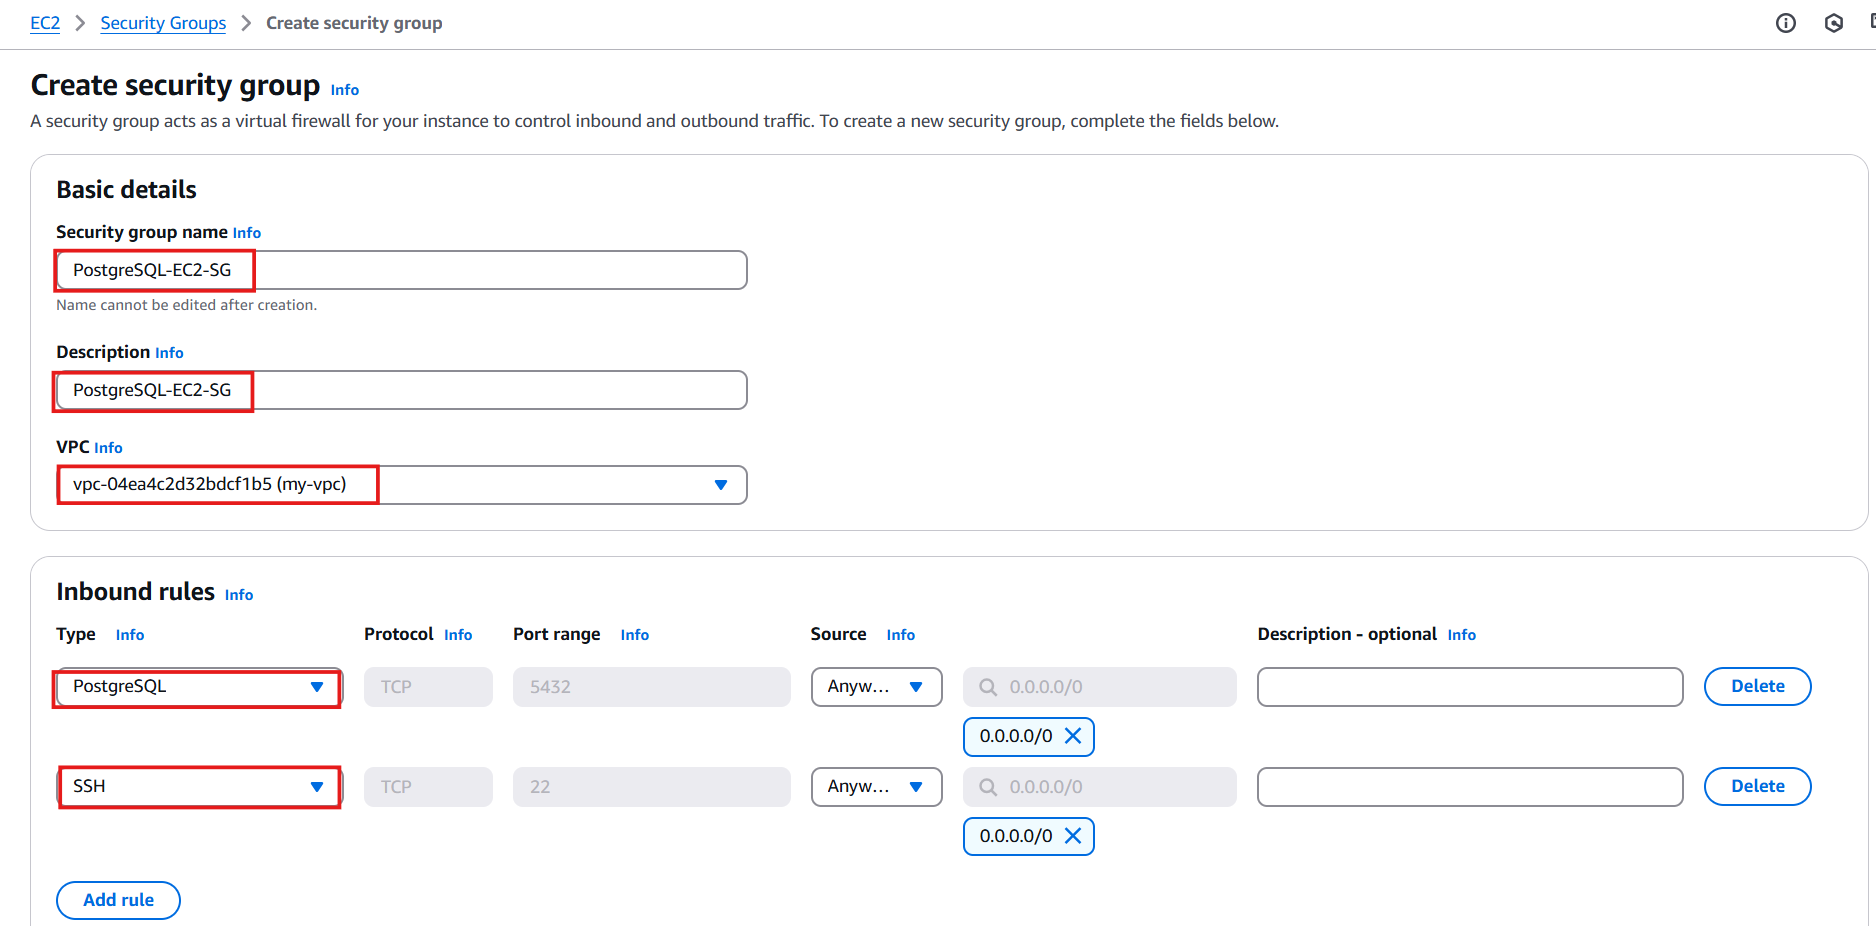 EC2 > Security Groups > Create security group
Create security group Info
A security group acts as a virtual firewall for your instance to control inbound and outbound traffic. To create a new security group, complete the fields below.
Basic details
Security group name Info
PostgreSQL-EC2-SG
Name cannot be edited after creation.
Description Info
PostgreSQL-EC2-SG
VPC Info
vpc-04ea4c2d32bdcf1b5 (my-vpc)
Inbound rules Info
Type Info Protocol Info Port range Info Source Info Description - optional Info
PostgreSQL TCP 5432 Anyw... 0.0.0.0/0 Delete
0.0.0.0/0
SSH TCP 22 Anyw... 0.0.0.0/0 Delete
0.0.0.0/0
Add rule